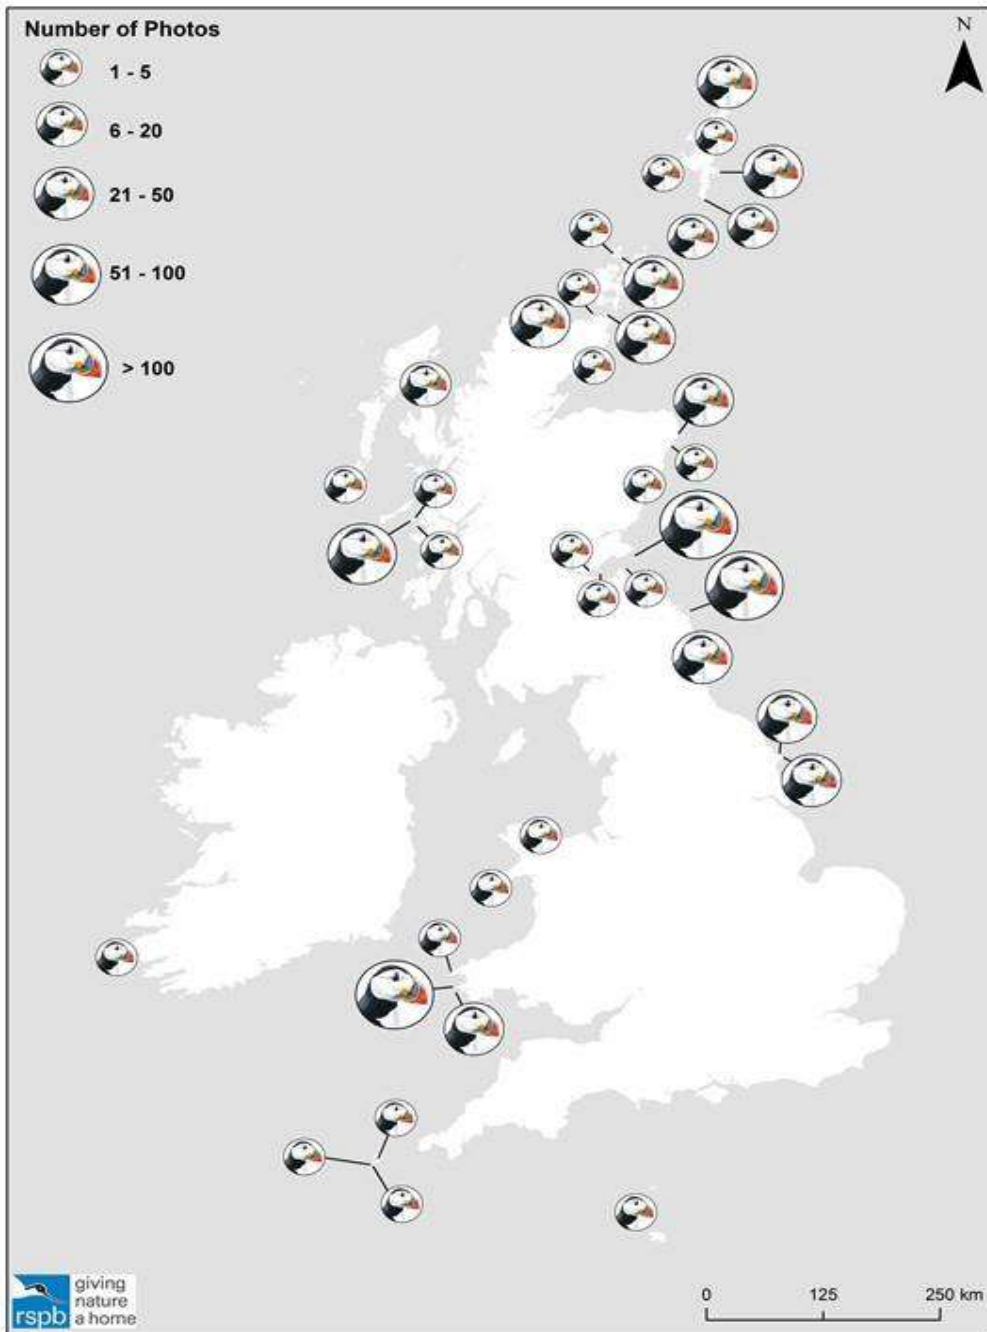 Number of Photos
1 - 5
6 - 20
21 - 50
51 - 100
> 100
N
rspb
giving
nature
a home
0 125 250 km